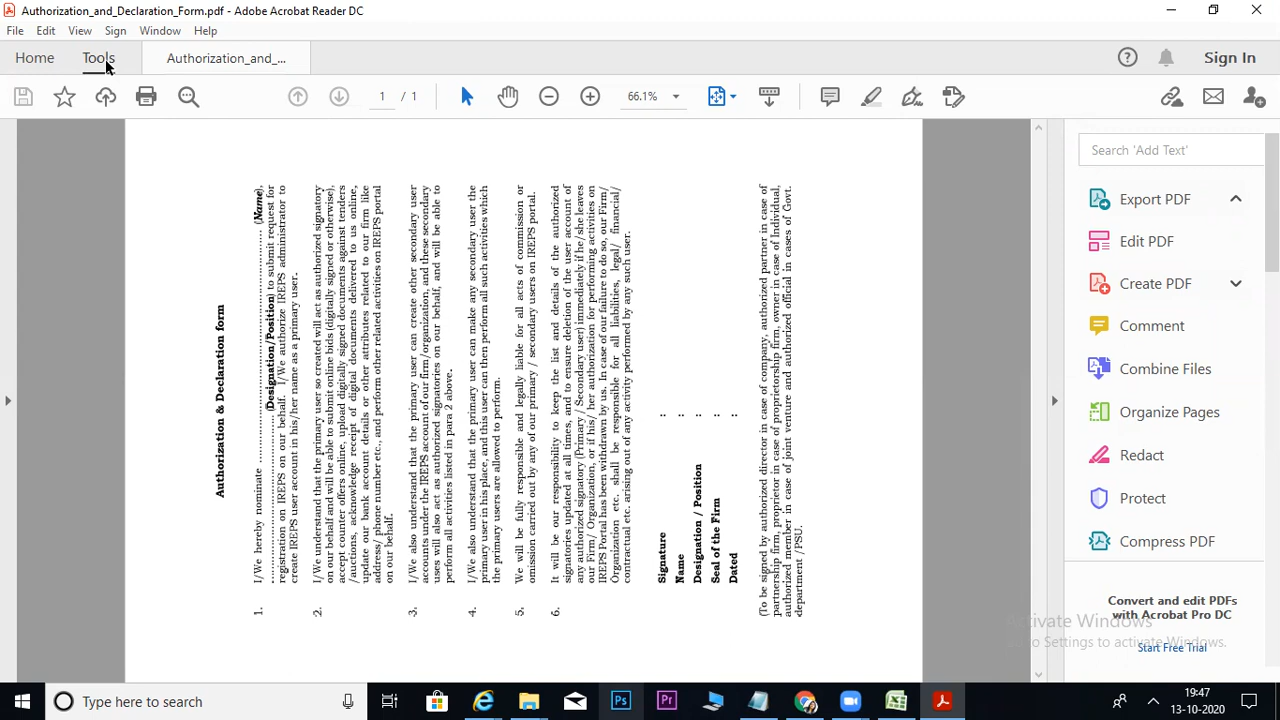 Authorization_and_Declaration_Form.pdf - Adobe Acrobat Reader DC
File Edit View Sign Window Help
Home Tools Authorization_and_... Sign In
1 / 1 66.1%
Search 'Add Text'
Export PDF
Edit PDF
Create PDF
Comment
Combine Files
Organize Pages
Redact
Protect
Compress PDF
Convert and edit PDFs
with Acrobat Pro DC
Start Free Trial
Activate Windows
Go to Settings to activate Windows.
Authorization & Declaration form
1. I/We hereby nominate ........................................................ (Name),
........................................ (Designation/Position) to submit request for
registration on IREPS on our behalf. I/We authorize IREPS administrator to
create IREPS user account in his/her name as a primary user.
2. I/We understand that the primary user so created will act as authorized signatory
on our behalf and will be able to submit online bids (digitally signed or otherwise),
accept counter offers online, upload digitally signed documents against tenders
/actions, acknowledge receipt of digital documents delivered to us online,
update our bank account details or other attributes related to our firm like
address/ phone number etc., and perform other related activities on IREPS portal
on our behalf.
3. I/We also understand that the primary user can create other secondary user
accounts under the IREPS account of our firm/organization, and these secondary
uses will also act as authorized signatories on our behalf, and will be able to
perform all activities listed in para 2 above.
4. I/We also understand that the primary user can make any secondary user the
primary user in his place, and this user can then perform all such activities which
the primary users are allowed to perform.
5. We will be fully responsible and legally liable for all acts of commission or
omission carried out by any of our primary / secondary users on IREPS portal.
6. It will be our responsibility to keep the list and details of the authorized
signatories updated at all times, and to ensure deletion of the user account of
any authorized signatory (Primary / Secondary user) immediately if he/she leaves
our Firm/ Organization, or if his/ her authorization for performing activities on
IREPS Portal has been withdrawn by us. In case of our failure to do so, our Firm/
Organization etc. shall be responsible for all liabilities, legal/ financial/
contractual etc. arising out of any activity performed by any such user.
Signature :
Name :
Designation / Position :
Seal of the Firm :
Dated :
(To be signed by authorized director in case of company, authorized partner in case of
partnership firm, proprietor in case of proprietorship firm, owner in case of Individual,
authorized member in case of joint venture and authorized official in cases of Govt.
department /PSU.
Type here to search
Ps Pr
19:47
13-10-2020